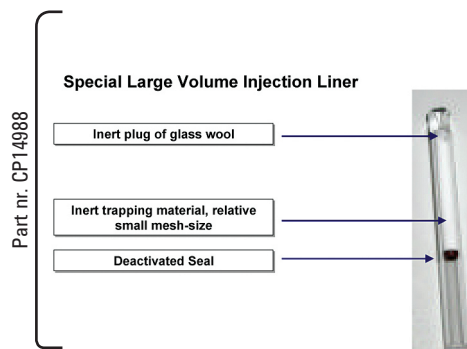 Part nr. CP14988
Special Large Volume Injection Liner
Inert plug of glass wool
Inert trapping material, relative
small mesh-size
Deactivated Seal